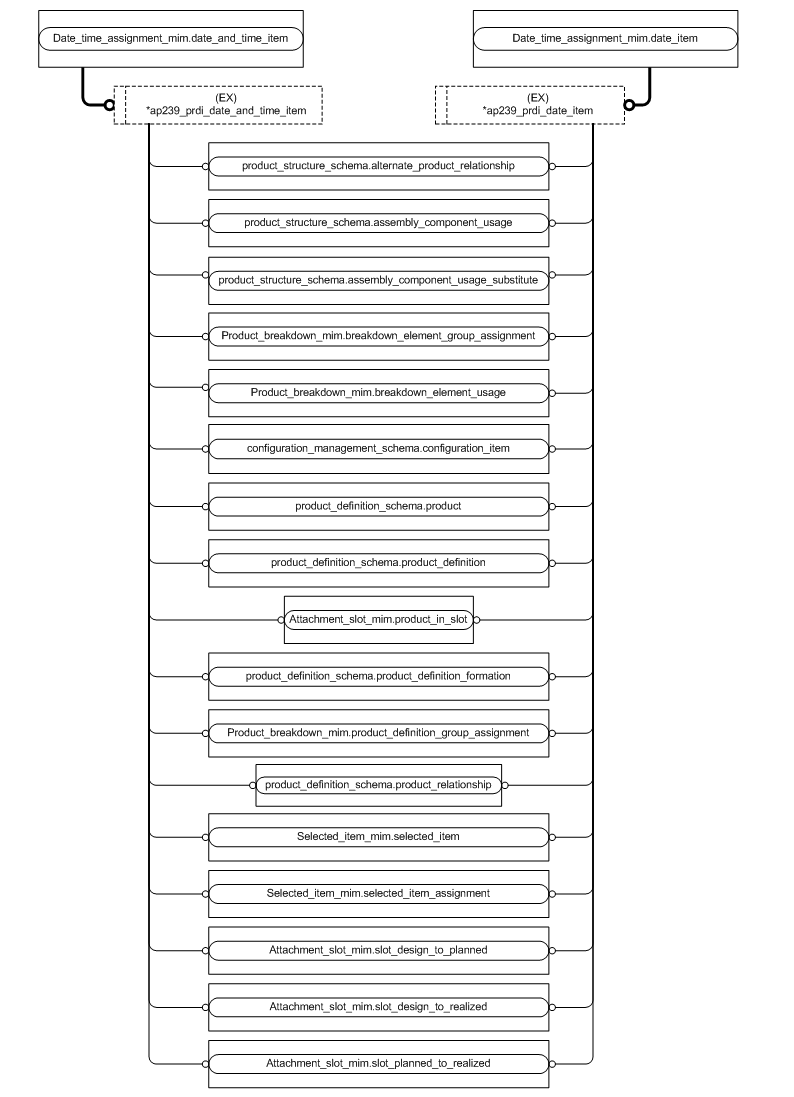 Date_time_assignment_mim.date_and_time_item
Date_time_assignment_mim.date_item
(EX)
*ap239_prdi_date_and_time_item
(EX)
*ap239_prdi_date_item
product_structure_schema.alternate_product_relationship
product_structure_schema.assembly_component_usage
product_structure_schema.assembly_component_usage_substitute
Product_breakdown_mim.breakdown_element_group_assignment
Product_breakdown_mim.breakdown_element_usage
configuration_management_schema.configuration_item
product_definition_schema.product
product_definition_schema.product_definition
Attachment_slot_mim.product_in_slot
product_definition_schema.product_definition_formation
Product_breakdown_mim.product_definition_group_assignment
product_definition_schema.product_relationship
Selected_item_mim.selected_item
Selected_item_mim.selected_item_assignment
Attachment_slot_mim.slot_design_to_planned
Attachment_slot_mim.slot_design_to_realized
Attachment_slot_mim.slot_planned_to_realized